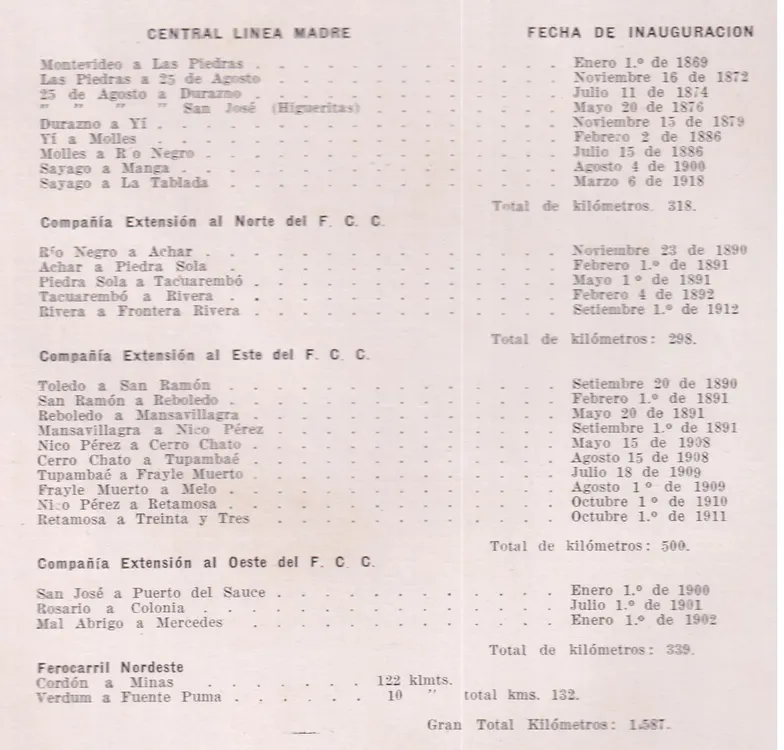 CENTRAL LINEA MADRE FECHA DE INAUGURACION
Montevideo a Las Piedras . . . . . . . . . . . . . Enero 1.º de 1869
Las Piedras a 25 de Agosto . . . . . . . . . . . . . Noviembre 16 de 1872
25 de Agosto a Durazno . . . . . . . . . . . . . Julio 11 de 1874
" " " " San José (Higueritas) . . . . . . . . Mayo 20 de 1876
Durazno a Yí . . . . . . . . . . . . . . . . . Noviembre 15 de 1879
Yí a Molles . . . . . . . . . . . . . . . . . Febrero 2 de 1886
Molles a R o Negro . . . . . . . . . . . . . . . Julio 15 de 1886
Sayago a Manga . . . . . . . . . . . . . . . . Agosto 4 de 1900
Sayago a La Tablada . . . . . . . . . . . . . . Marzo 6 de 1918
Total de kilómetros. 318.
Compañía Extensión al Norte del F. C. C.
Río Negro a Achar . . . . . . . . . . . . . . . Noviembre 23 de 1890
Achar a Piedra Sola . . . . . . . . . . . . . . Febrero 1.º de 1891
Piedra Sola a Tacuarembó . . . . . . . . . . . . . Mayo 1 º de 1891
Tacuarembó a Rivera . . . . . . . . . . . . . . . Febrero 4 de 1892
Rivera a Frontera Rivera . . . . . . . . . . . . . Setiembre 1.º de 1912
Total de kilómetros: 298.
Compañía Extensión al Este del F. C. C.
Toledo a San Ramón . . . . . . . . . . . . . . Setiembre 20 de 1890
San Ramón a Reboledo . . . . . . . . . . . . . . Febrero 1.º de 1891
Reboledo a Mansavillagra . . . . . . . . . . . . . Mayo 20 de 1891
Mansavillagra a Nico Pérez . . . . . . . . . . . . Setiembre 1.º de 1891
Nico Pérez a Cerro Chato . . . . . . . . . . . . . Mayo 15 de 1908
Cerro Chato a Tupambaé . . . . . . . . . . . . . Agosto 15 de 1908
Tupambaé a Frayle Muerto . . . . . . . . . . . . . Julio 18 de 1909
Frayle Muerto a Melo . . . . . . . . . . . . . . Agosto 1 º de 1909
Nico Pérez a Retamosa . . . . . . . . . . . . . . Octubre 1 º de 1910
Retamosa a Treinta y Tres . . . . . . . . . . . . Octubre 1.º de 1911
Total de kilómetros: 500.
Compañía Extensión al Oeste del F. C. C.
San José a Puerto del Sauce . . . . . . . . . . . . Enero 1.º de 1900
Rosario a Colonia . . . . . . . . . . . . . . . Julio 1.º de 1901
Mal Abrigo a Mercedes . . . . . . . . . . . . . Enero 1.º de 1902
Total de kilómetros: 339.
Ferocarril Nordeste
Cordón a Minas . . . . . . . 122 klmts.
Verdum a Fuente Puma . . . . . . 10 " total kms. 132.
Gran Total Kilómetros: 1.587.